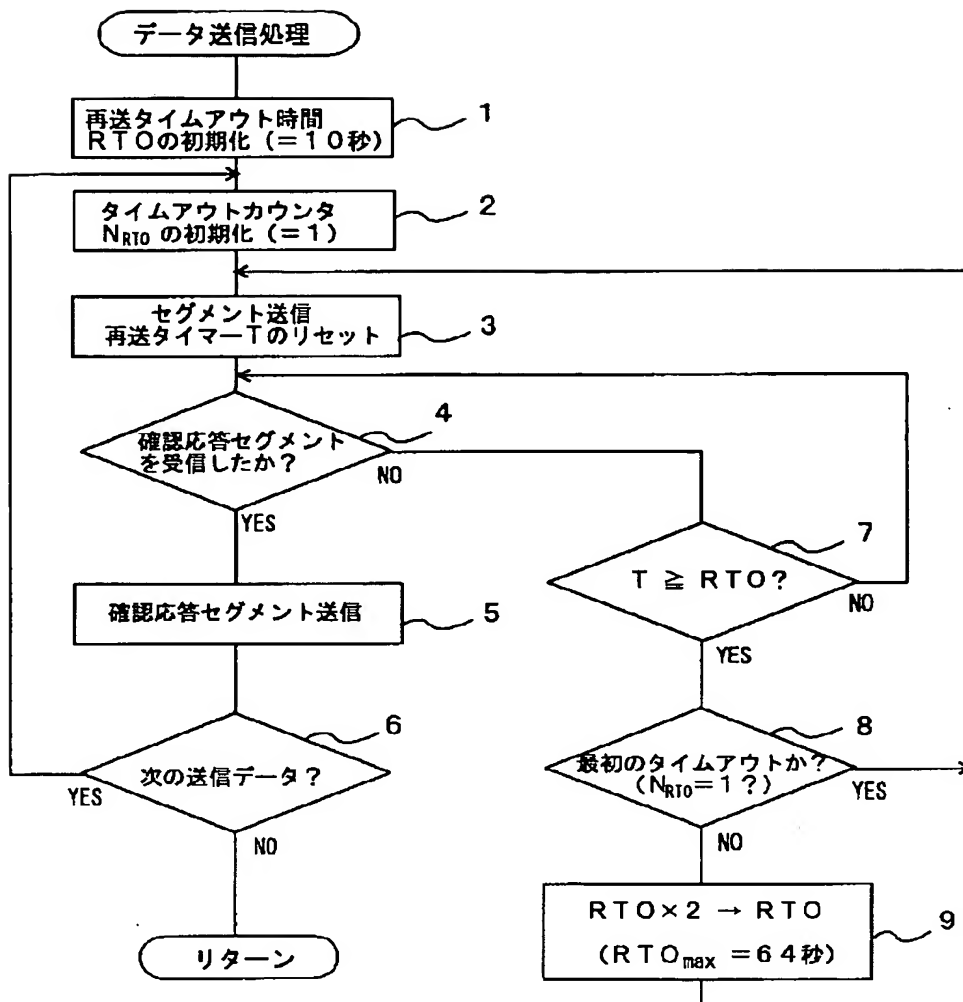 データ送信処理
再送タイムアウト時間
RTOの初期化(=10秒)
1
タイムアウトカウンタ
NRTO の初期化(=1)
2
セグメント送信
再送タイマーTのリセット
3
確認応答セグメント
を受信したか?
4
NO
YES
確認応答セグメント送信
5
次の送信データ?
6
YES
NO
リターン
T ≧ RTO?
7
NO
YES
最初のタイムアウトか?
(NRTO=1?)
8
YES
NO
RTO×2 → RTO
(RTOmax =64秒)
9